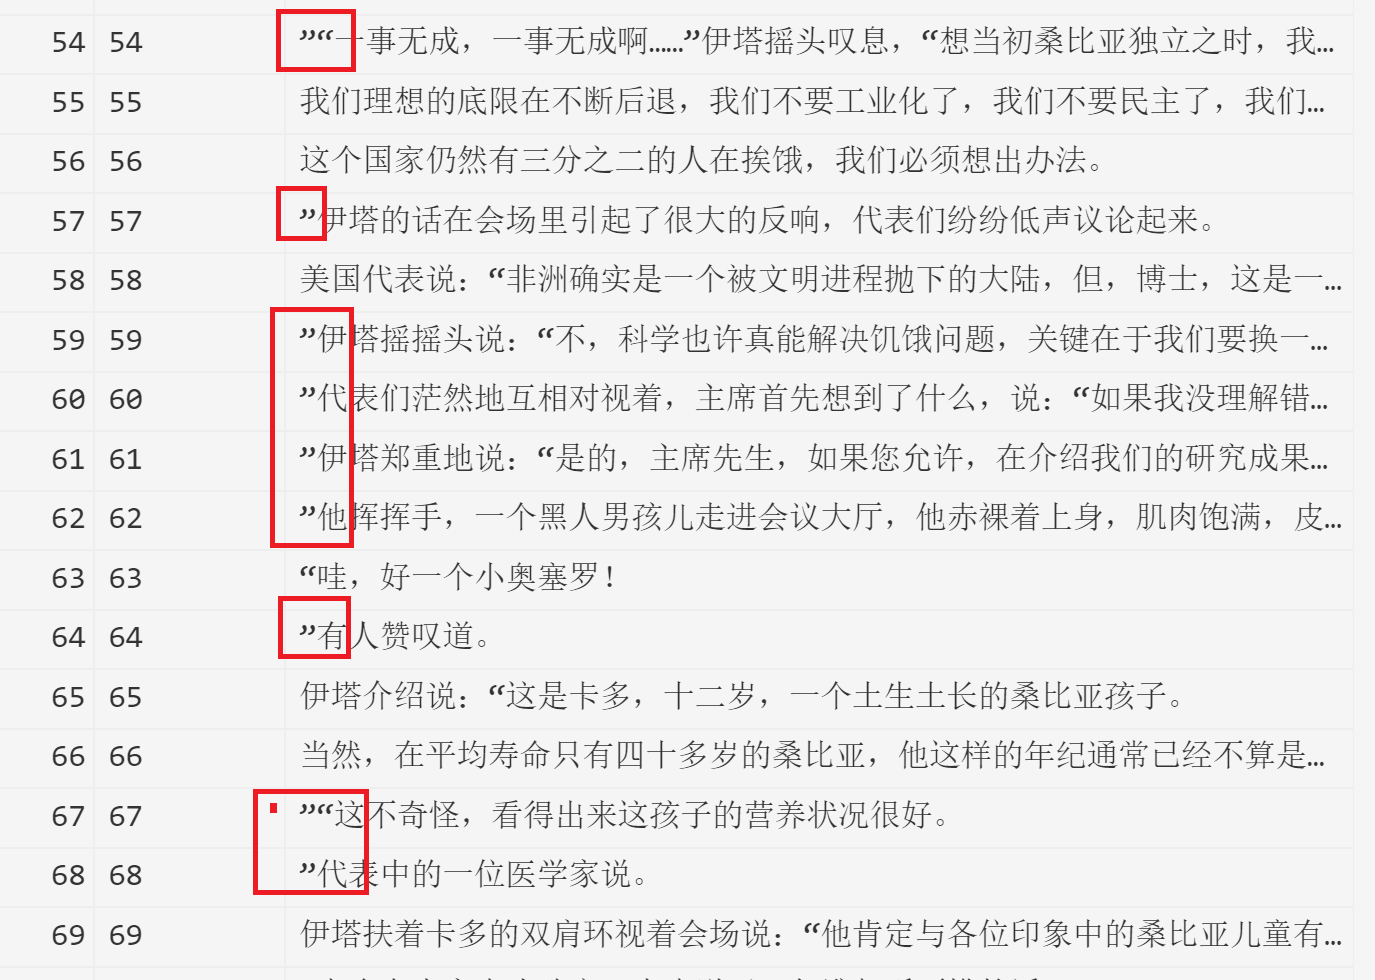 54 54 ”“一事无成，一事无成啊……”伊塔摇头叹息，“想当初桑比亚独立之时，我…
55 55 我们理想的底限在不断后退，我们不要工业化了，我们不要民主了，我们…
56 56 这个国家仍然有三分之二的人在挨饿，我们必须想出办法。
57 57 ”伊塔的话在会场里引起了很大的反响，代表们纷纷低声议论起来。
58 58 美国代表说：“非洲确实是一个被文明进程抛下的大陆，但，博士，这是一…
59 59 ”伊塔摇摇头说：“不，科学也许真能解决饥饿问题，关键在于我们要换一…
60 60 ”代表们茫然地互相对视着，主席首先想到了什么，说：“如果我没理解错…
61 61 ”伊塔郑重地说：“是的，主席先生，如果您允许，在介绍我们的研究成果…
62 62 ”他挥挥手，一个黑人男孩儿走进会议大厅，他赤裸着上身，肌肉饱满，皮…
63 63 “哇，好一个小奥塞罗！
64 64 ”有人赞叹道。
65 65 伊塔介绍说：“这是卡多，十二岁，一个土生土长的桑比亚孩子。
66 66 当然，在平均寿命只有四十多岁的桑比亚，他这样的年纪通常已经不算是…
67 67 ”“这不奇怪，看得出来这孩子的营养状况很好。
68 68 ”代表中的一位医学家说。
69 69 伊塔扶着卡多的双肩环视着会场说：“他肯定与各位印象中的桑比亚儿童有…